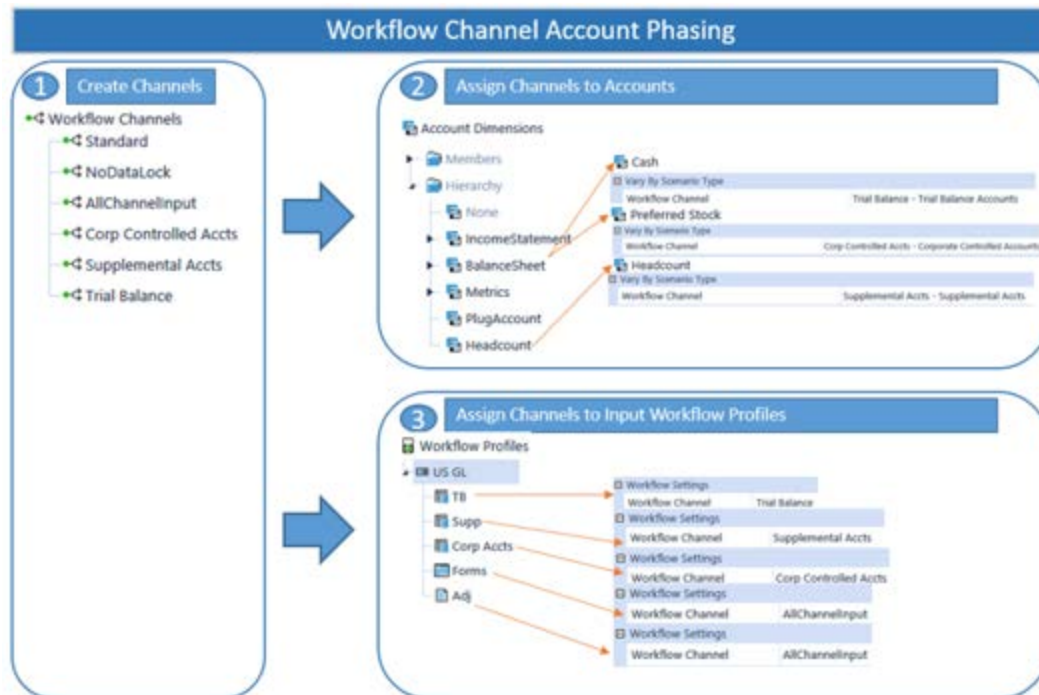 Workflow Channel Account Phasing
1 Create Channels
Workflow Channels
Standard
NoDataLock
AllChannelInput
Corp Controlled Accts
Supplemental Accts
Trial Balance
2 Assign Channels to Accounts
Account Dimensions
Members
Hierarchy
None
IncomeStatement
BalanceSheet
Metrics
PlugAccount
Headcount
Cash
Vary By Scenario Type
Workflow Channel Trial Balance - Trial Balance Accounts
Preferred Stock
Vary By Scenario Type
Workflow Channel Corp Controlled Accts - Corporate Controlled Accounts
Headcount
Vary By Scenario Type
Workflow Channel Supplemental Accts - Supplemental Accts
3 Assign Channels to Input Workflow Profiles
Workflow Profiles
US GL
TB
Supp
Corp Accts
Forms
Adj
Workflow Settings
Workflow Channel Trial Balance
Workflow Settings
Workflow Channel Supplemental Accts
Workflow Settings
Workflow Channel Corp Controlled Accts
Workflow Settings
Workflow Channel AllChannelInput
Workflow Settings
Workflow Channel AllChannelInput